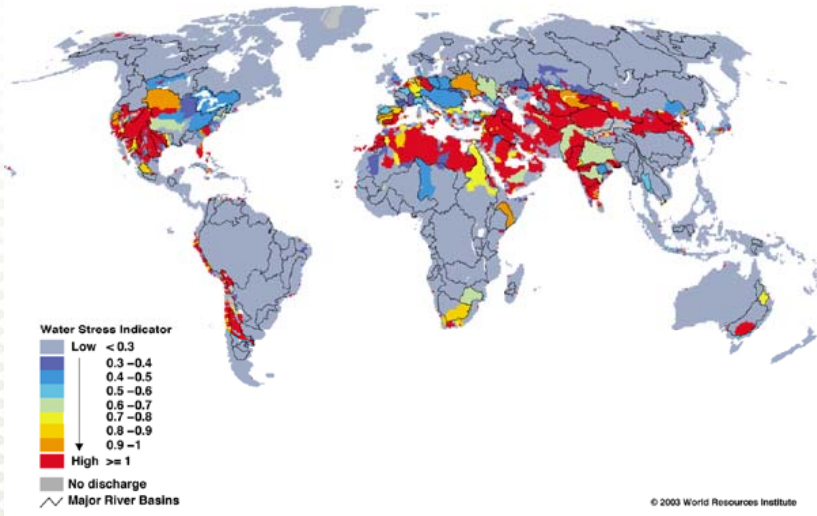 Water Stress Indicator
Low < 0.3
0.3 –0.4
0.4 –0.5
0.5 –0.6
0.6 –0.7
0.7 –0.8
0.8 –0.9
0.9 –1
High >= 1
No discharge
Major River Basins
© 2003 World Resources Institute